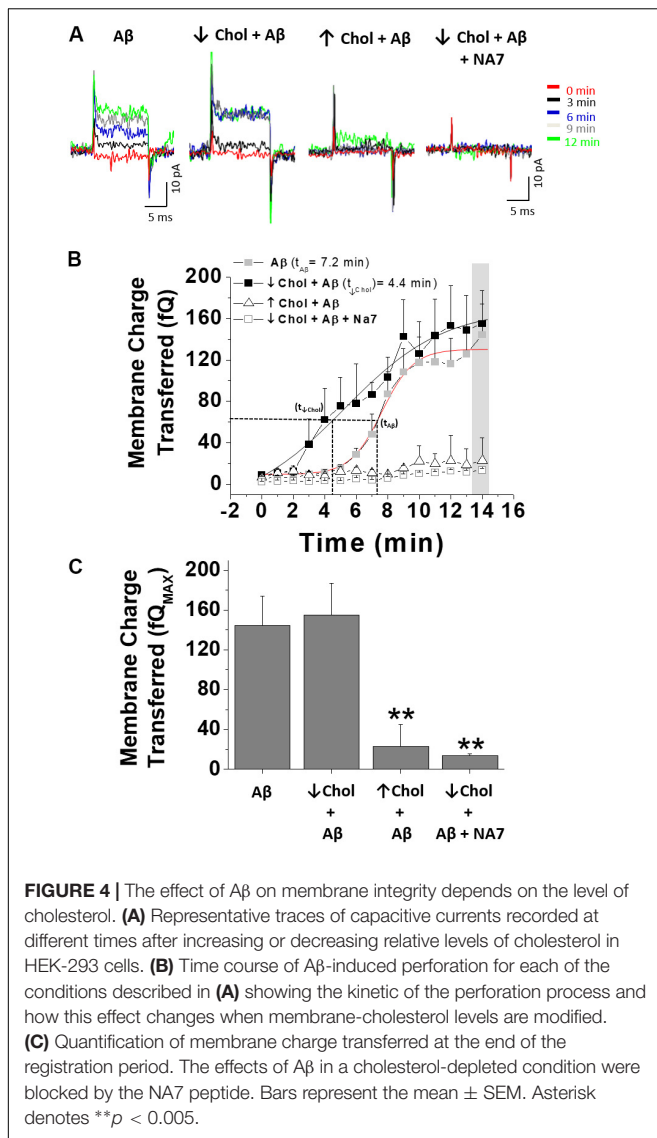 A
Aβ
↓ Chol + Aβ
↑ Chol + Aβ
↓ Chol + Aβ
+ NA7
0 min
3 min
6 min
9 min
12 min
10 pA
5 ms
10 pA
5 ms
B
Aβ (tAβ= 7.2 min)
↓Chol + Aβ (t↓Chol)= 4.4 min)
↑ Chol + Aβ
↓Chol + Aβ + Na7
Membrane Charge
Transferred (fQ)
200
160
120
80
40
0
(t↓Chol)
(tAβ)
-2 0 2 4 6 8 10 12 14 16
Time (min)
C
Membrane Charge
Transferred (fQMAX)
200
160
120
80
40
0
**
**
Aβ
↓Chol
+
Aβ
↑Chol
+
Aβ
↓Chol
+
Aβ + NA7
FIGURE 4 | The effect of Aβ on membrane integrity depends on the level of
cholesterol. (A) Representative traces of capacitive currents recorded at
different times after increasing or decreasing relative levels of cholesterol in
HEK-293 cells. (B) Time course of Aβ-induced perforation for each of the
conditions described in (A) showing the kinetic of the perforation process and
how this effect changes when membrane-cholesterol levels are modified.
(C) Quantification of membrane charge transferred at the end of the
registration period. The effects of Aβ in a cholesterol-depleted condition were
blocked by the NA7 peptide. Bars represent the mean ± SEM. Asterisk
denotes **p < 0.005.